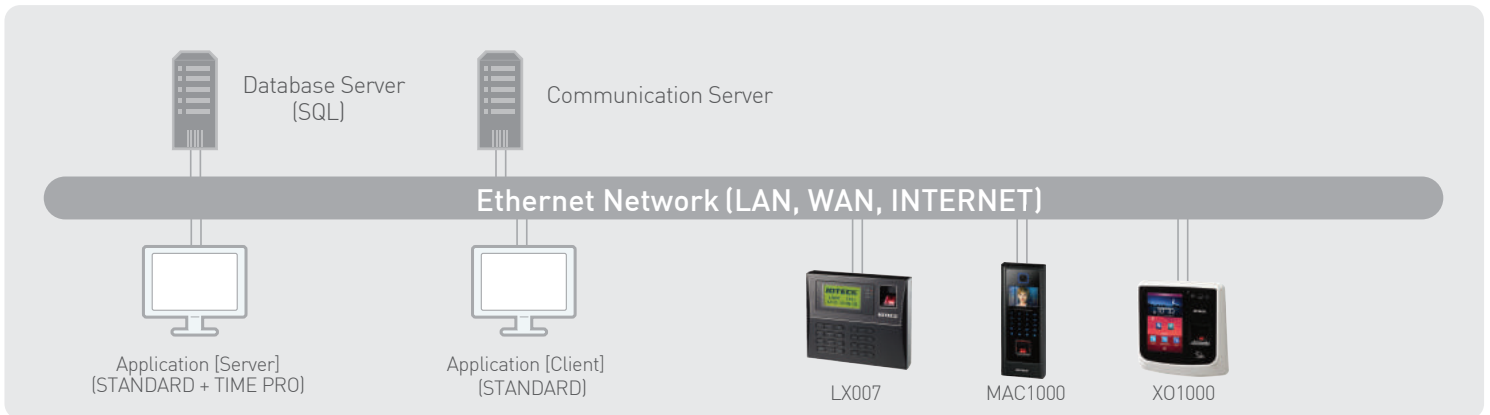 Database Server
(SQL)
Communication Server
Ethernet Network (LAN, WAN, INTERNET)
Application [Server]
(STANDARD + TIME PRO)
Application [Client]
(STANDARD)
LX007
MAC1000
XO1000